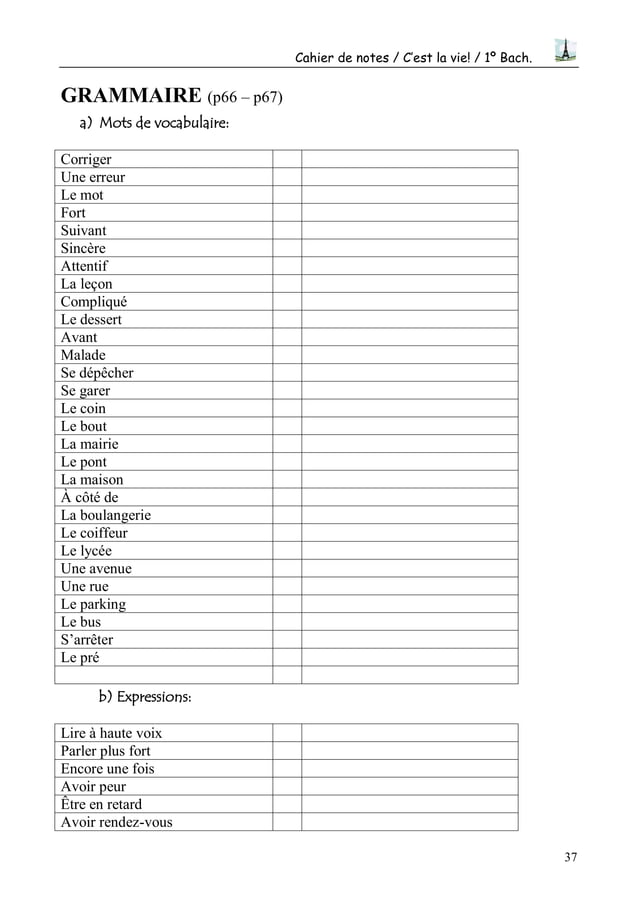 Cahier de notes / C'est la vie! / 1º Bach.
GRAMMAIRE (p66 – p67)
a) Mots de vocabulaire:
Corriger
Une erreur
Le mot
Fort
Suivant
Sincère
Attentif
La leçon
Compliqué
Le dessert
Avant
Malade
Se dépêcher
Se garer
Le coin
Le bout
La mairie
Le pont
La maison
À côté de
La boulangerie
Le coiffeur
Le lycée
Une avenue
Une rue
Le parking
Le bus
S'arrêter
Le pré
b) Expressions:
Lire à haute voix
Parler plus fort
Encore une fois
Avoir peur
Être en retard
Avoir rendez-vous
37